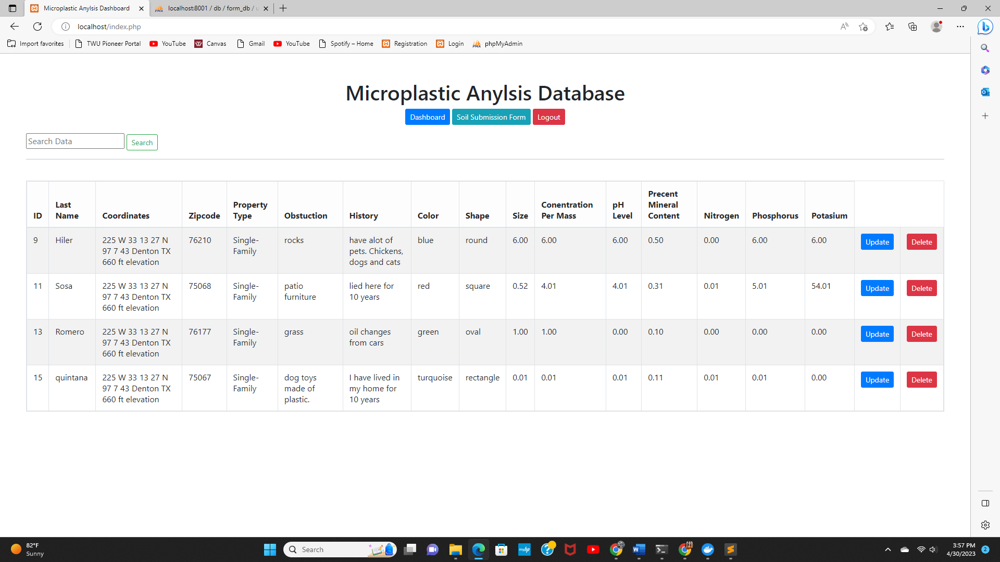 Microplastic Anylsis Dashboard
localhost:8001 / db / form_db / u
localhost/index.php
Import favorites
TWU Pioneer Portal
YouTube
Canvas
Gmail
YouTube
Spotify – Home
Registration
Login
phpMyAdmin
Microplastic Anylsis Database
Dashboard Soil Submission Form Logout
Search Data Search
ID
Last
Name
Coordinates
Zipcode
Property
Type
Obstuction
History
Color
Shape
Size
Conentration
Per Mass
pH
Level
Precent
Mineral
Content
Nitrogen
Phosphorus
Potasium
9
Hiler
225 W 33 13 27 N
97 7 43 Denton TX
660 ft elevation
76210
Single-
Family
rocks
have alot of
pets. Chickens,
dogs and cats
blue
round
6.00
6.00
6.00
0.50
0.00
6.00
6.00
Update
Delete
11
Sosa
225 W 33 13 27 N
97 7 43 Denton TX
660 ft elevation
75068
Single-
Family
patio
furniture
lied here for
10 years
red
square
0.52
4.01
4.01
0.31
0.01
5.01
54.01
Update
Delete
13
Romero
225 W 33 13 27 N
97 7 43 Denton TX
660 ft elevation
76177
Single-
Family
grass
oil changes
from cars
green
oval
1.00
1.00
0.00
0.10
0.00
0.00
0.00
Update
Delete
15
quintana
225 W 33 13 27 N
97 7 43 Denton TX
660 ft elevation
75067
Single-
Family
dog toys
made of
plastic.
I have lived in
my home for
10 years
turquoise
rectangle
0.01
0.01
0.01
0.11
0.01
0.01
0.00
Update
Delete
82°F
Sunny
Search
3:57 PM
4/30/2023
2